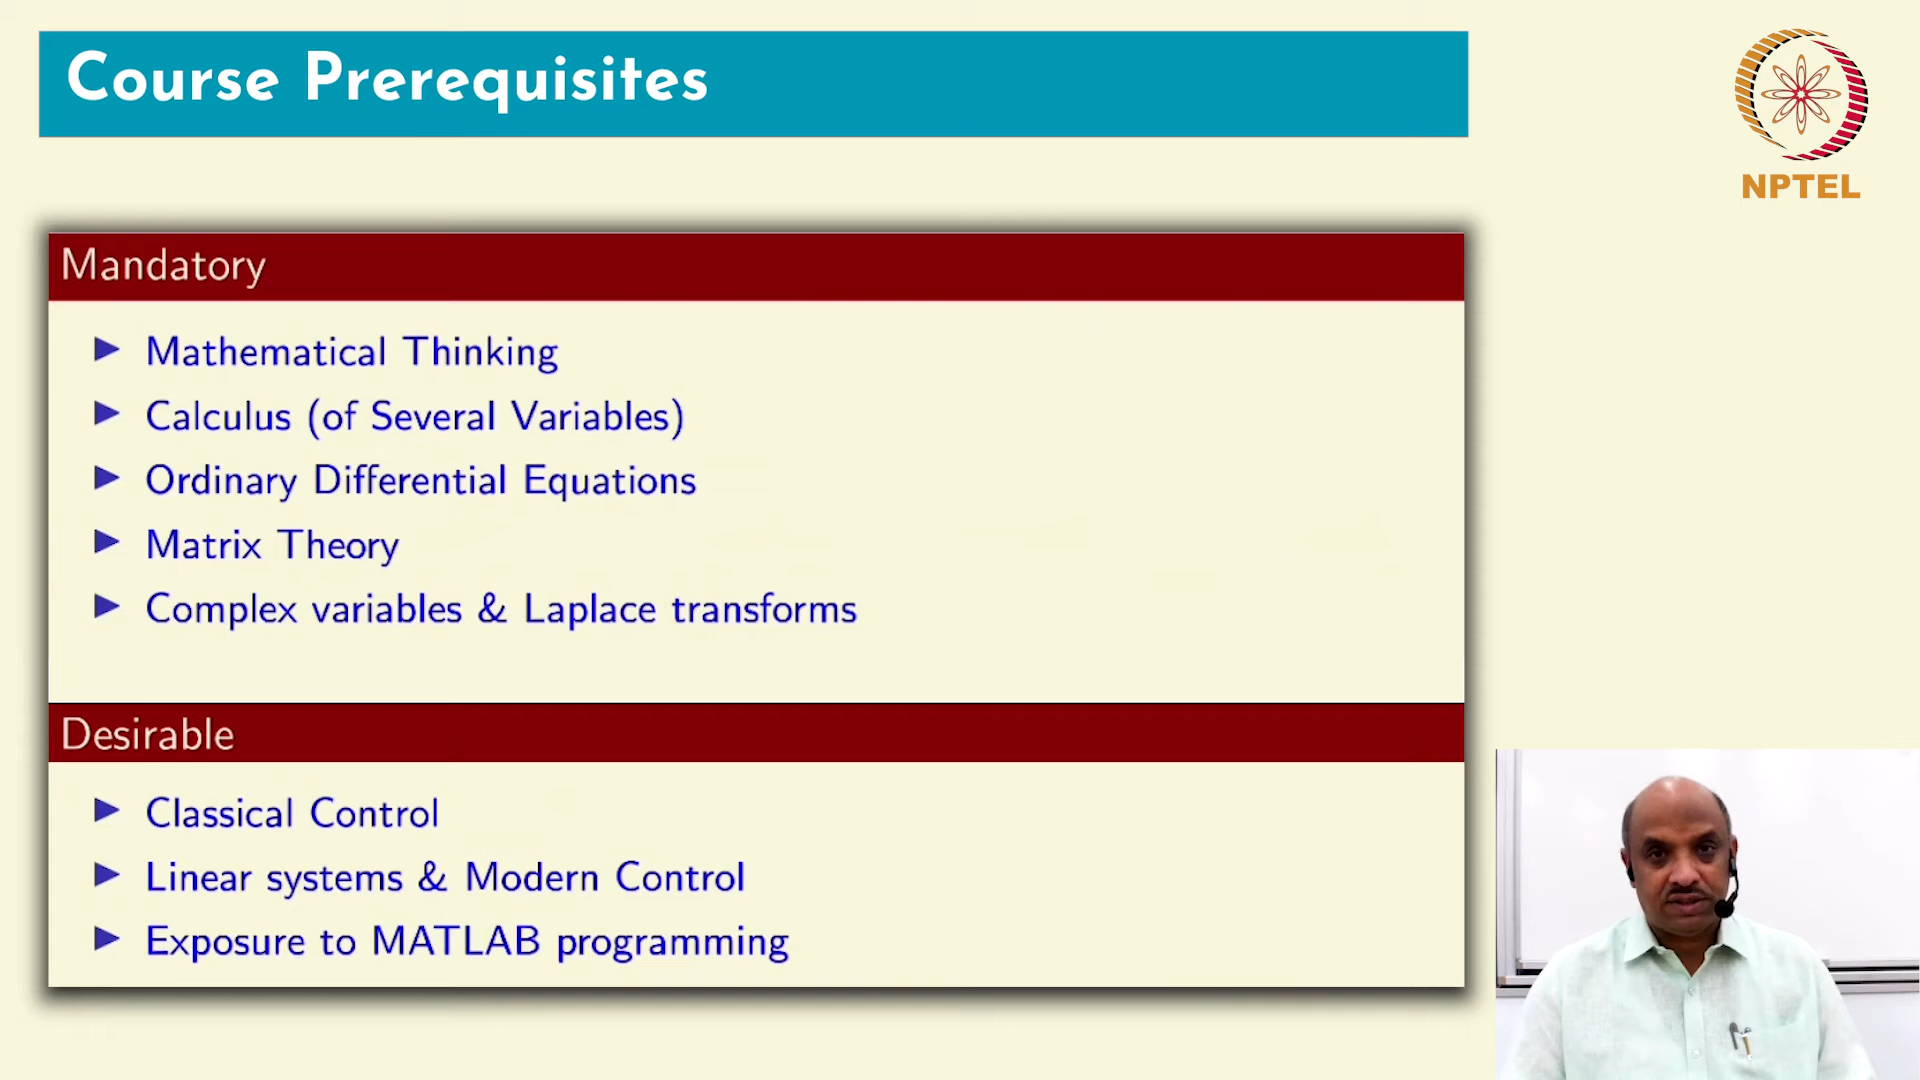 Course Prerequisites
NPTEL
Mandatory
Mathematical Thinking
Calculus (of Several Variables)
Ordinary Differential Equations
Matrix Theory
Complex variables & Laplace transforms
Desirable
Classical Control
Linear systems & Modern Control
Exposure to MATLAB programming